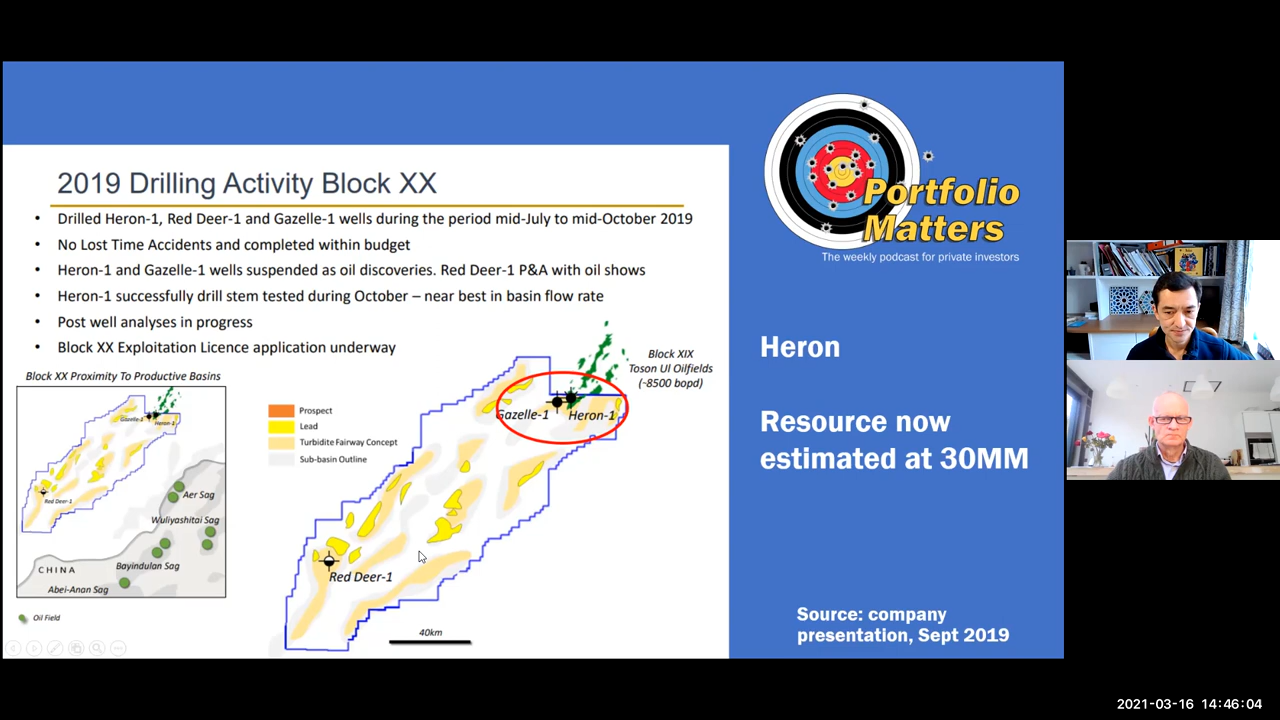 2019 Drilling Activity Block XX
• Drilled Heron-1, Red Deer-1 and Gazelle-1 wells during the period mid-July to mid-October 2019
• No Lost Time Accidents and completed within budget
• Heron-1 and Gazelle-1 wells suspended as oil discoveries. Red Deer-1 P&A with oil shows
• Heron-1 successfully drill stem tested during October – near best in basin flow rate
• Post well analyses in progress
• Block XX Exploitation Licence application underway
Block XX Proximity To Productive Basins
Gazelle-1
Heron-1
Red Deer-1
Aer Sag
Wuliyashitai Sag
CHINA
Bayindulan Sag
Abei-Anan Sag
Oil Field
Prospect
Lead
Turbidite Fairway Concept
Sub-basin Outline
Block XIX
Toson Ul Oilfields
(~8500 bopd)
Gazelle-1
Heron-1
Red Deer-1
40km
Portfolio
Matters
The weekly podcast for private investors
Heron
Resource now
estimated at 30MM
Source: company
presentation, Sept 2019
2021-03-16 14:46:04